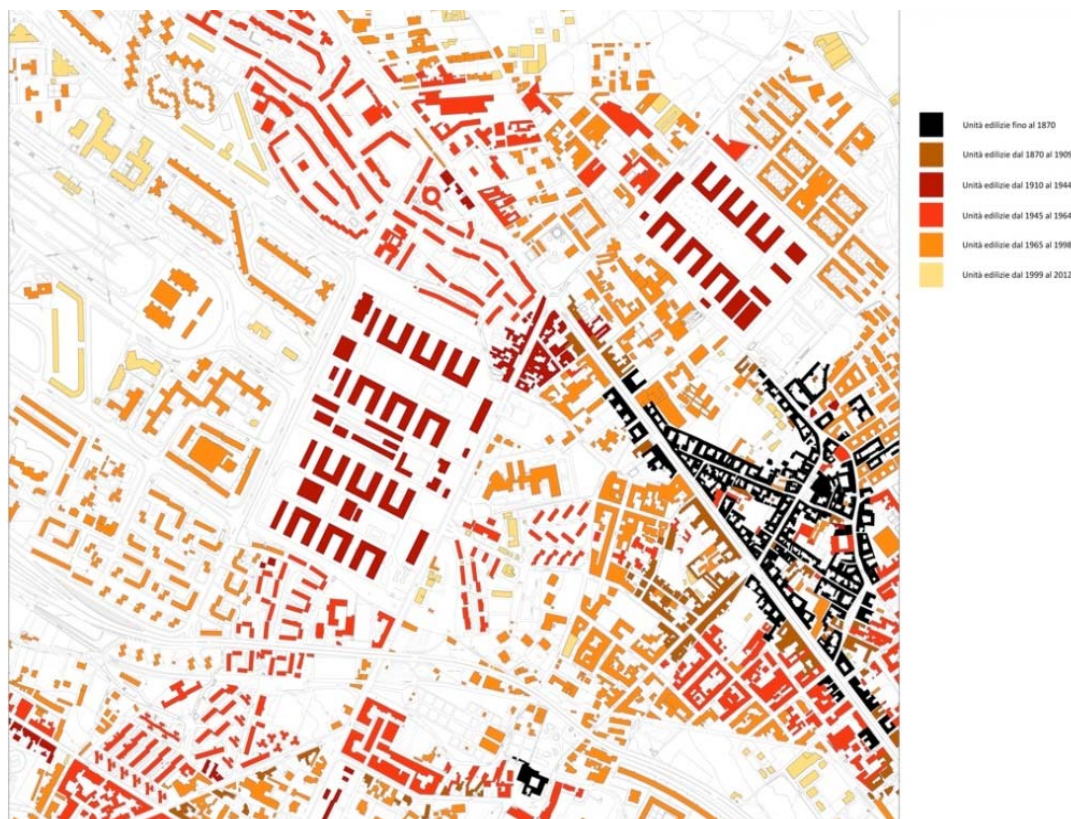 Unità edilizie fino al 1870
Unità edilizie dal 1870 al 1909
Unità edilizie dal 1910 al 1944
Unità edilizie dal 1945 al 1964
Unità edilizie dal 1965 al 1998
Unità edilizie dal 1999 al 2012